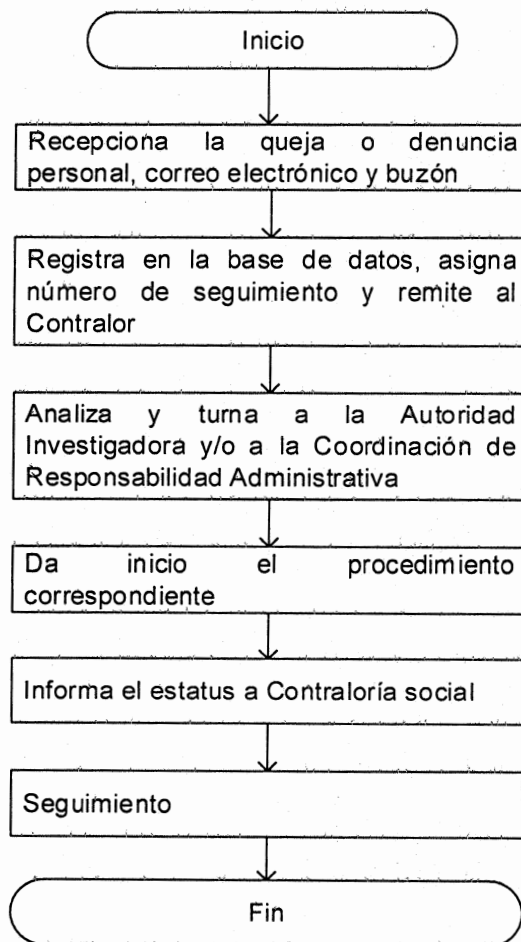 Inicio
Recepciona la queja o denuncia
personal, correo electrónico y buzón
Registra en la base de datos, asigna
número de seguimiento y remite al
Contralor
Analiza y turna a la Autoridad
Investigadora y/o a la Coordinación de
Responsabilidad Administrativa
Da inicio el procedimiento
correspondiente
Informa el estatus a Contraloría social
Seguimiento
Fin